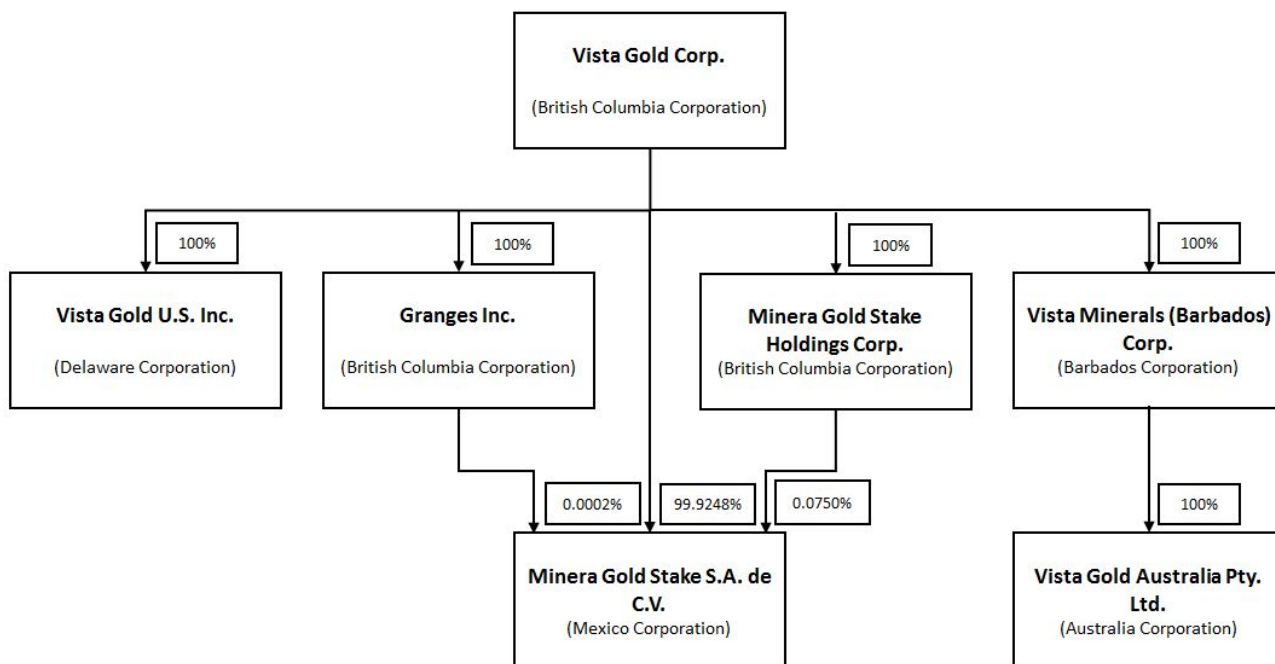 Vista Gold Corp.
(British Columbia Corporation)
100%
100%
100%
100%
Vista Gold U.S. Inc.
(Delaware Corporation)
Granges Inc.
(British Columbia Corporation)
Minera Gold Stake
Holdings Corp.
(British Columbia Corporation)
Vista Minerals (Barbados)
Corp.
(Barbados Corporation)
0.0002%
99.9248%
0.0750%
100%
Minera Gold Stake S.A. de
C.V.
(Mexico Corporation)
Vista Gold Australia Pty.
Ltd.
(Australia Corporation)